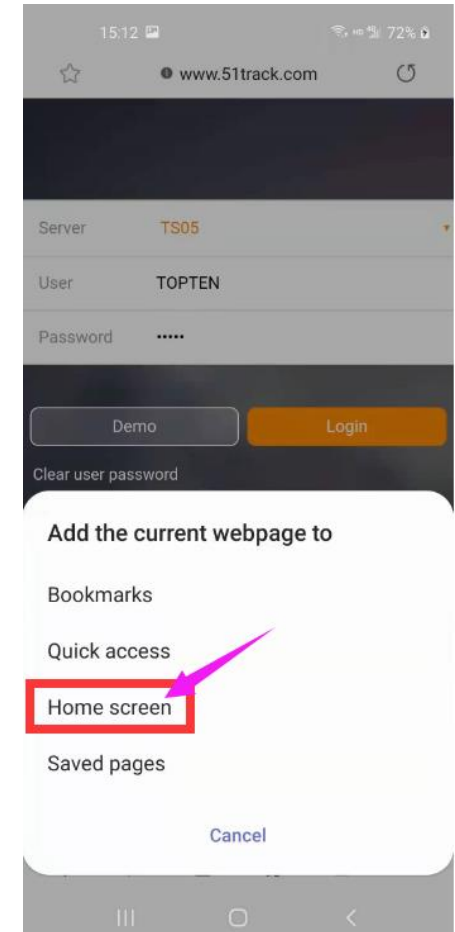 15:12 72%
www.51track.com
Server TS05
User TOPTEN
Password •••••
Demo Login
Clear user password
Add the current webpage to
Bookmarks
Quick access
Home screen
Saved pages
Cancel